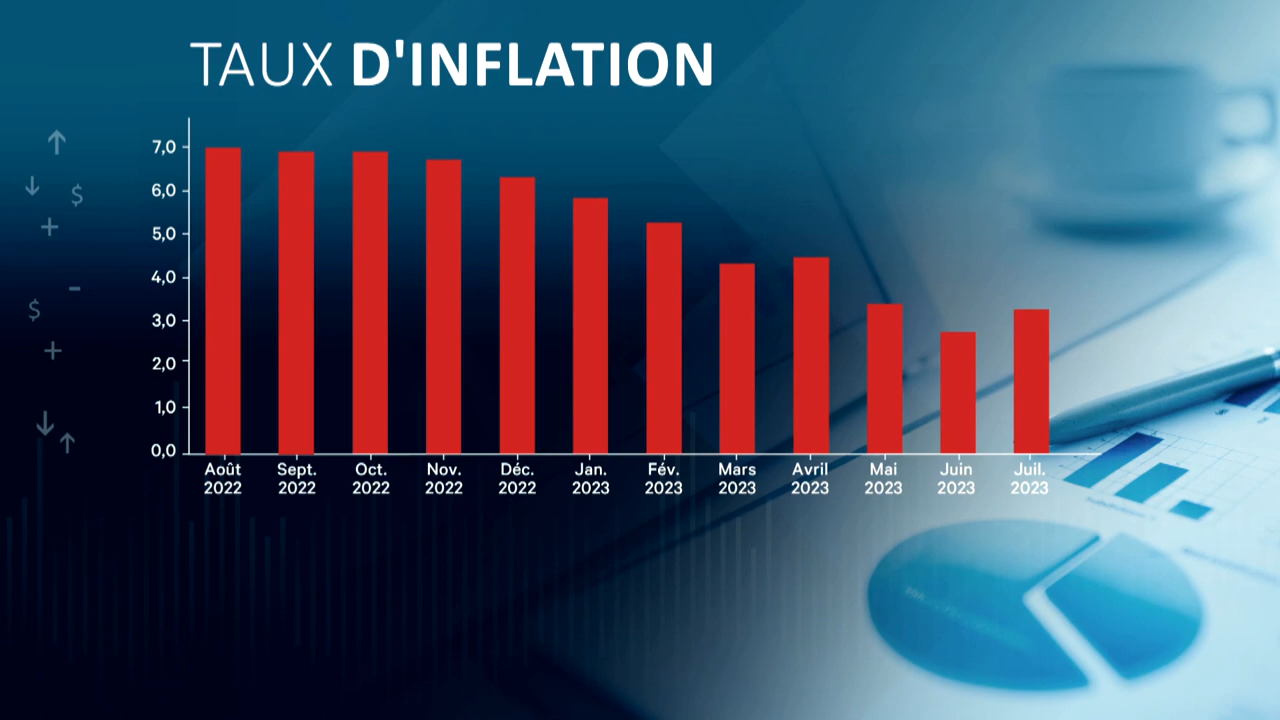 TAUX D'INFLATION
7,0
6,0
5,0
4,0
3,0
2,0
1,0
0,0
Août Sept. Oct. Nov. Déc. Jan. Fév. Mars Avril Mai Juin Juil.
2022 2022 2022 2022 2022 2023 2023 2023 2023 2023 2023 2023